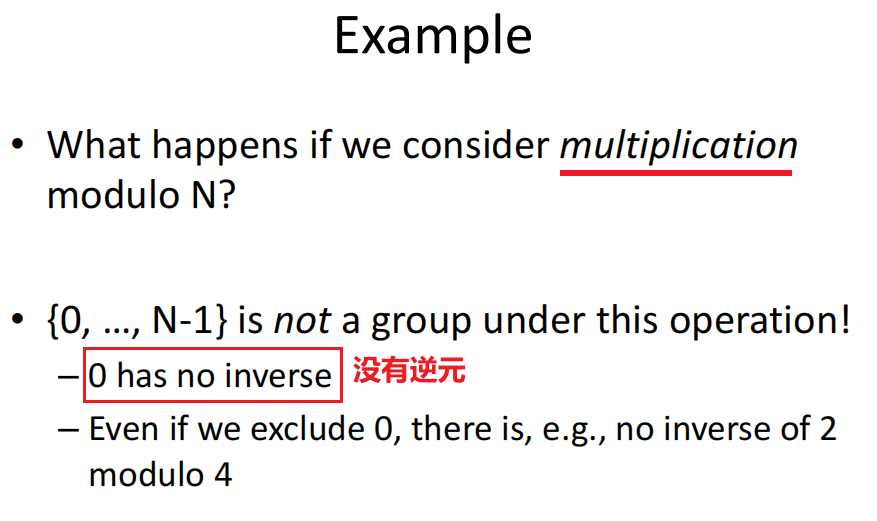 Example
• What happens if we consider multiplication
modulo N?
• {0, …, N-1} is not a group under this operation!
– 0 has no inverse 没有逆元
– Even if we exclude 0, there is, e.g., no inverse of 2
modulo 4